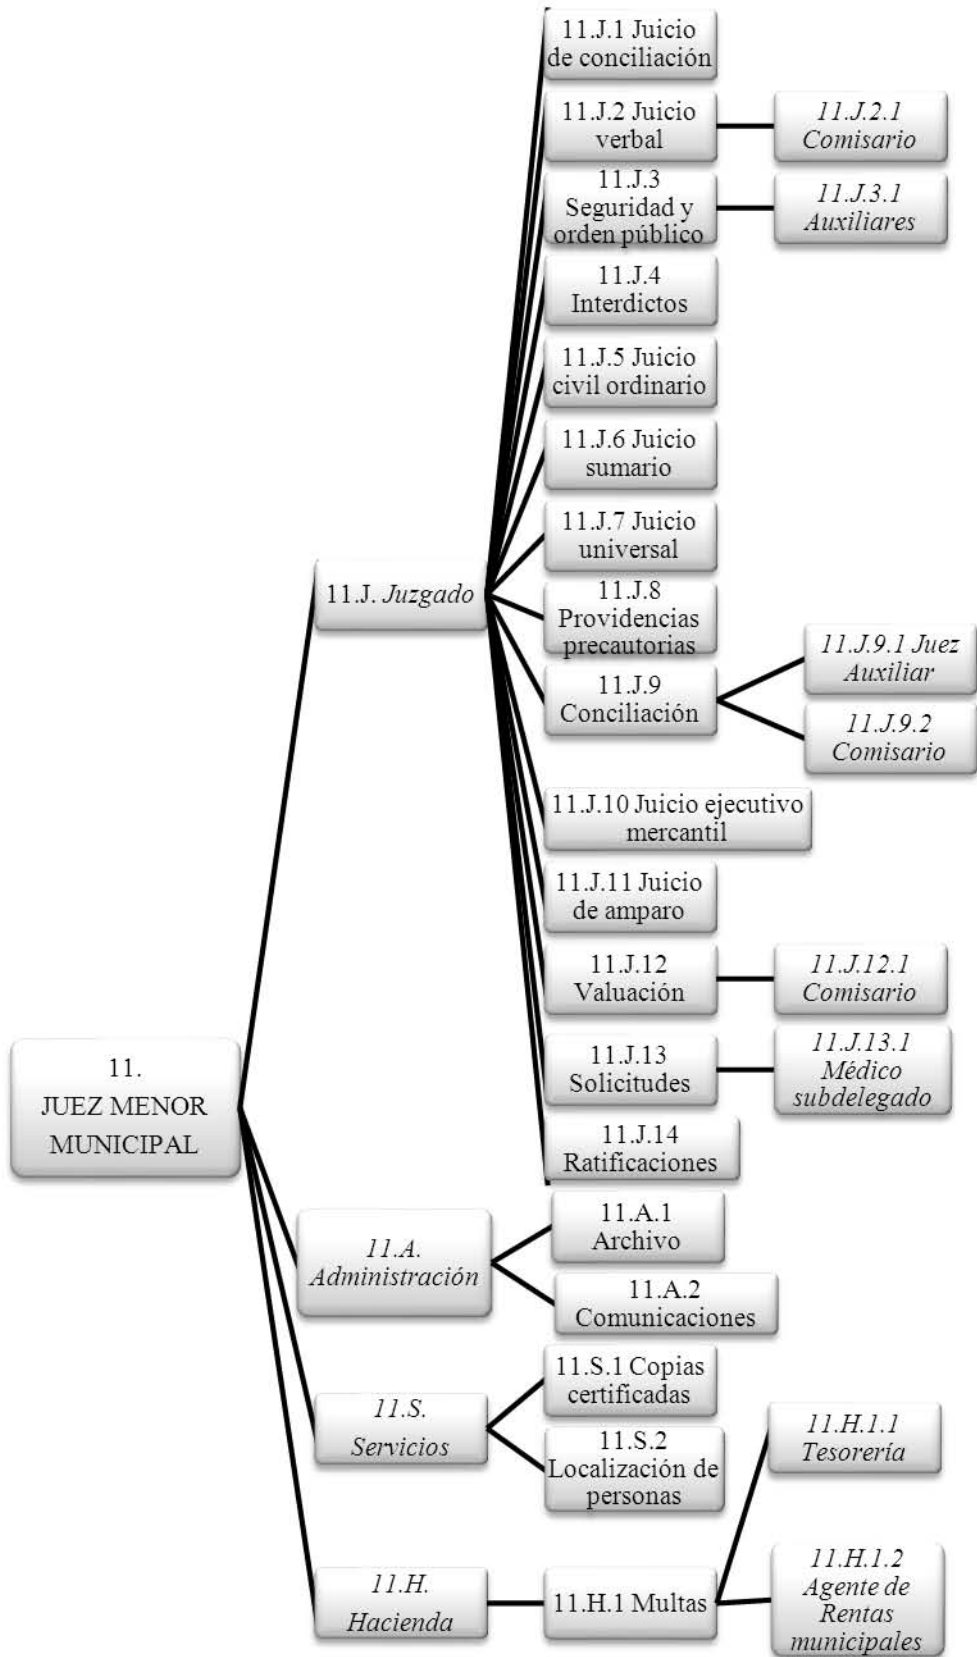 11.J.1 Juicio
de conciliación
11.J.2 Juicio
verbal
11.J.2.1
Comisario
11.J.3
Seguridad y
orden público
11.J.3.1
Auxiliares
11.J.4
Interdictos
11.J.5 Juicio
civil ordinario
11.J.6 Juicio
sumario
11.J.7 Juicio
universal
11.J. Juzgado
11.J.8
Providencias
precautorias
11.J.9
Conciliación
11.J.9.1 Juez
Auxiliar
11.J.9.2
Comisario
11.J.10 Juicio ejecutivo
mercantil
11.J.11 Juicio
de amparo
11.J.12
Valuación
11.J.12.1
Comisario
11.J.13
Solicitudes
11.J.13.1
Médico
subdelegado
11.J.14
Ratificaciones
11.
JUEZ MENOR
MUNICIPAL
11.A.
Administración
11.A.1
Archivo
11.A.2
Comunicaciones
11.S.
Servicios
11.S.1 Copias
certificadas
11.S.2
Localización de
personas
11.H.
Hacienda
11.H.1 Multas
11.H.1.1
Tesorería
11.H.1.2
Agente de
Rentas
municipales